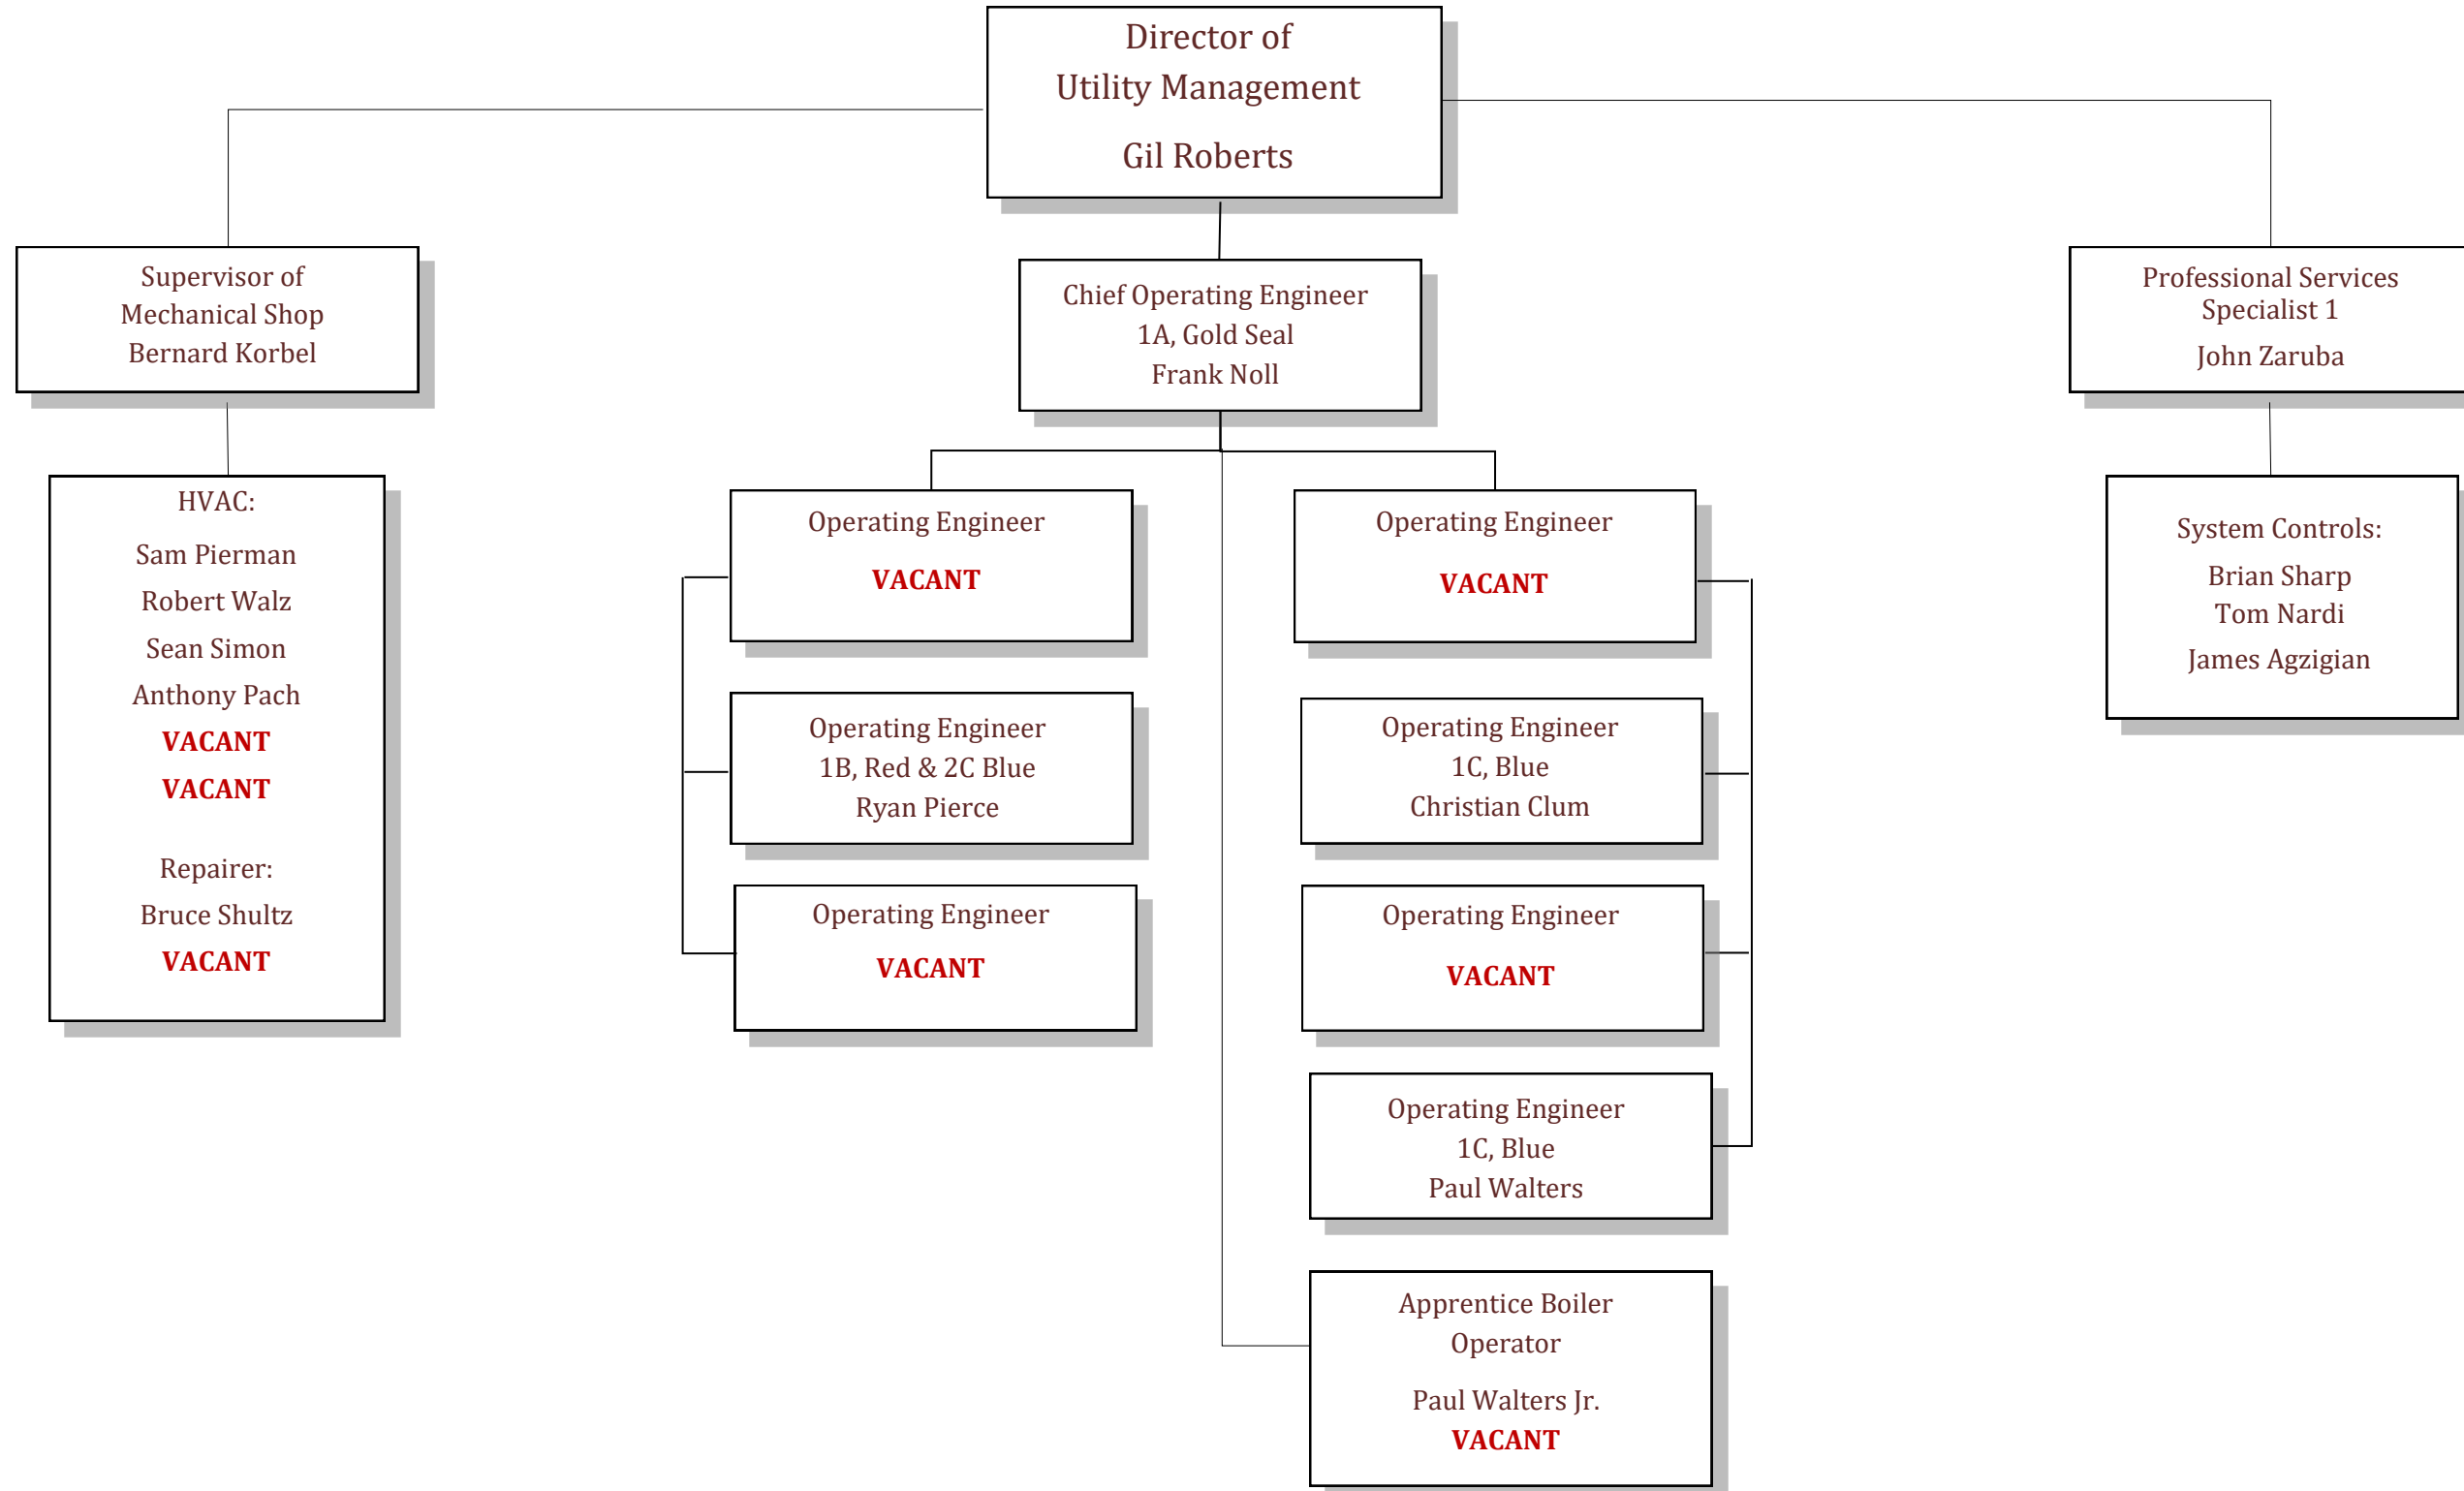 Director of
Utility Management
Gil Roberts
Supervisor of
Mechanical Shop
Bernard Korbel
Chief Operating Engineer
1A, Gold Seal
Frank Noll
Professional Services
Specialist 1
John Zaruba
HVAC:
Sam Pierman
Robert Walz
Sean Simon
Anthony Pach
VACANT
VACANT
Repairer:
Bruce Shultz
VACANT
Operating Engineer
VACANT
Operating Engineer
1B, Red & 2C Blue
Ryan Pierce
Operating Engineer
VACANT
Operating Engineer
VACANT
Operating Engineer
1C, Blue
Christian Clum
Operating Engineer
VACANT
Operating Engineer
1C, Blue
Paul Walters
Apprentice Boiler
Operator
Paul Walters Jr.
VACANT
System Controls:
Brian Sharp
Tom Nardi
James Agzigian